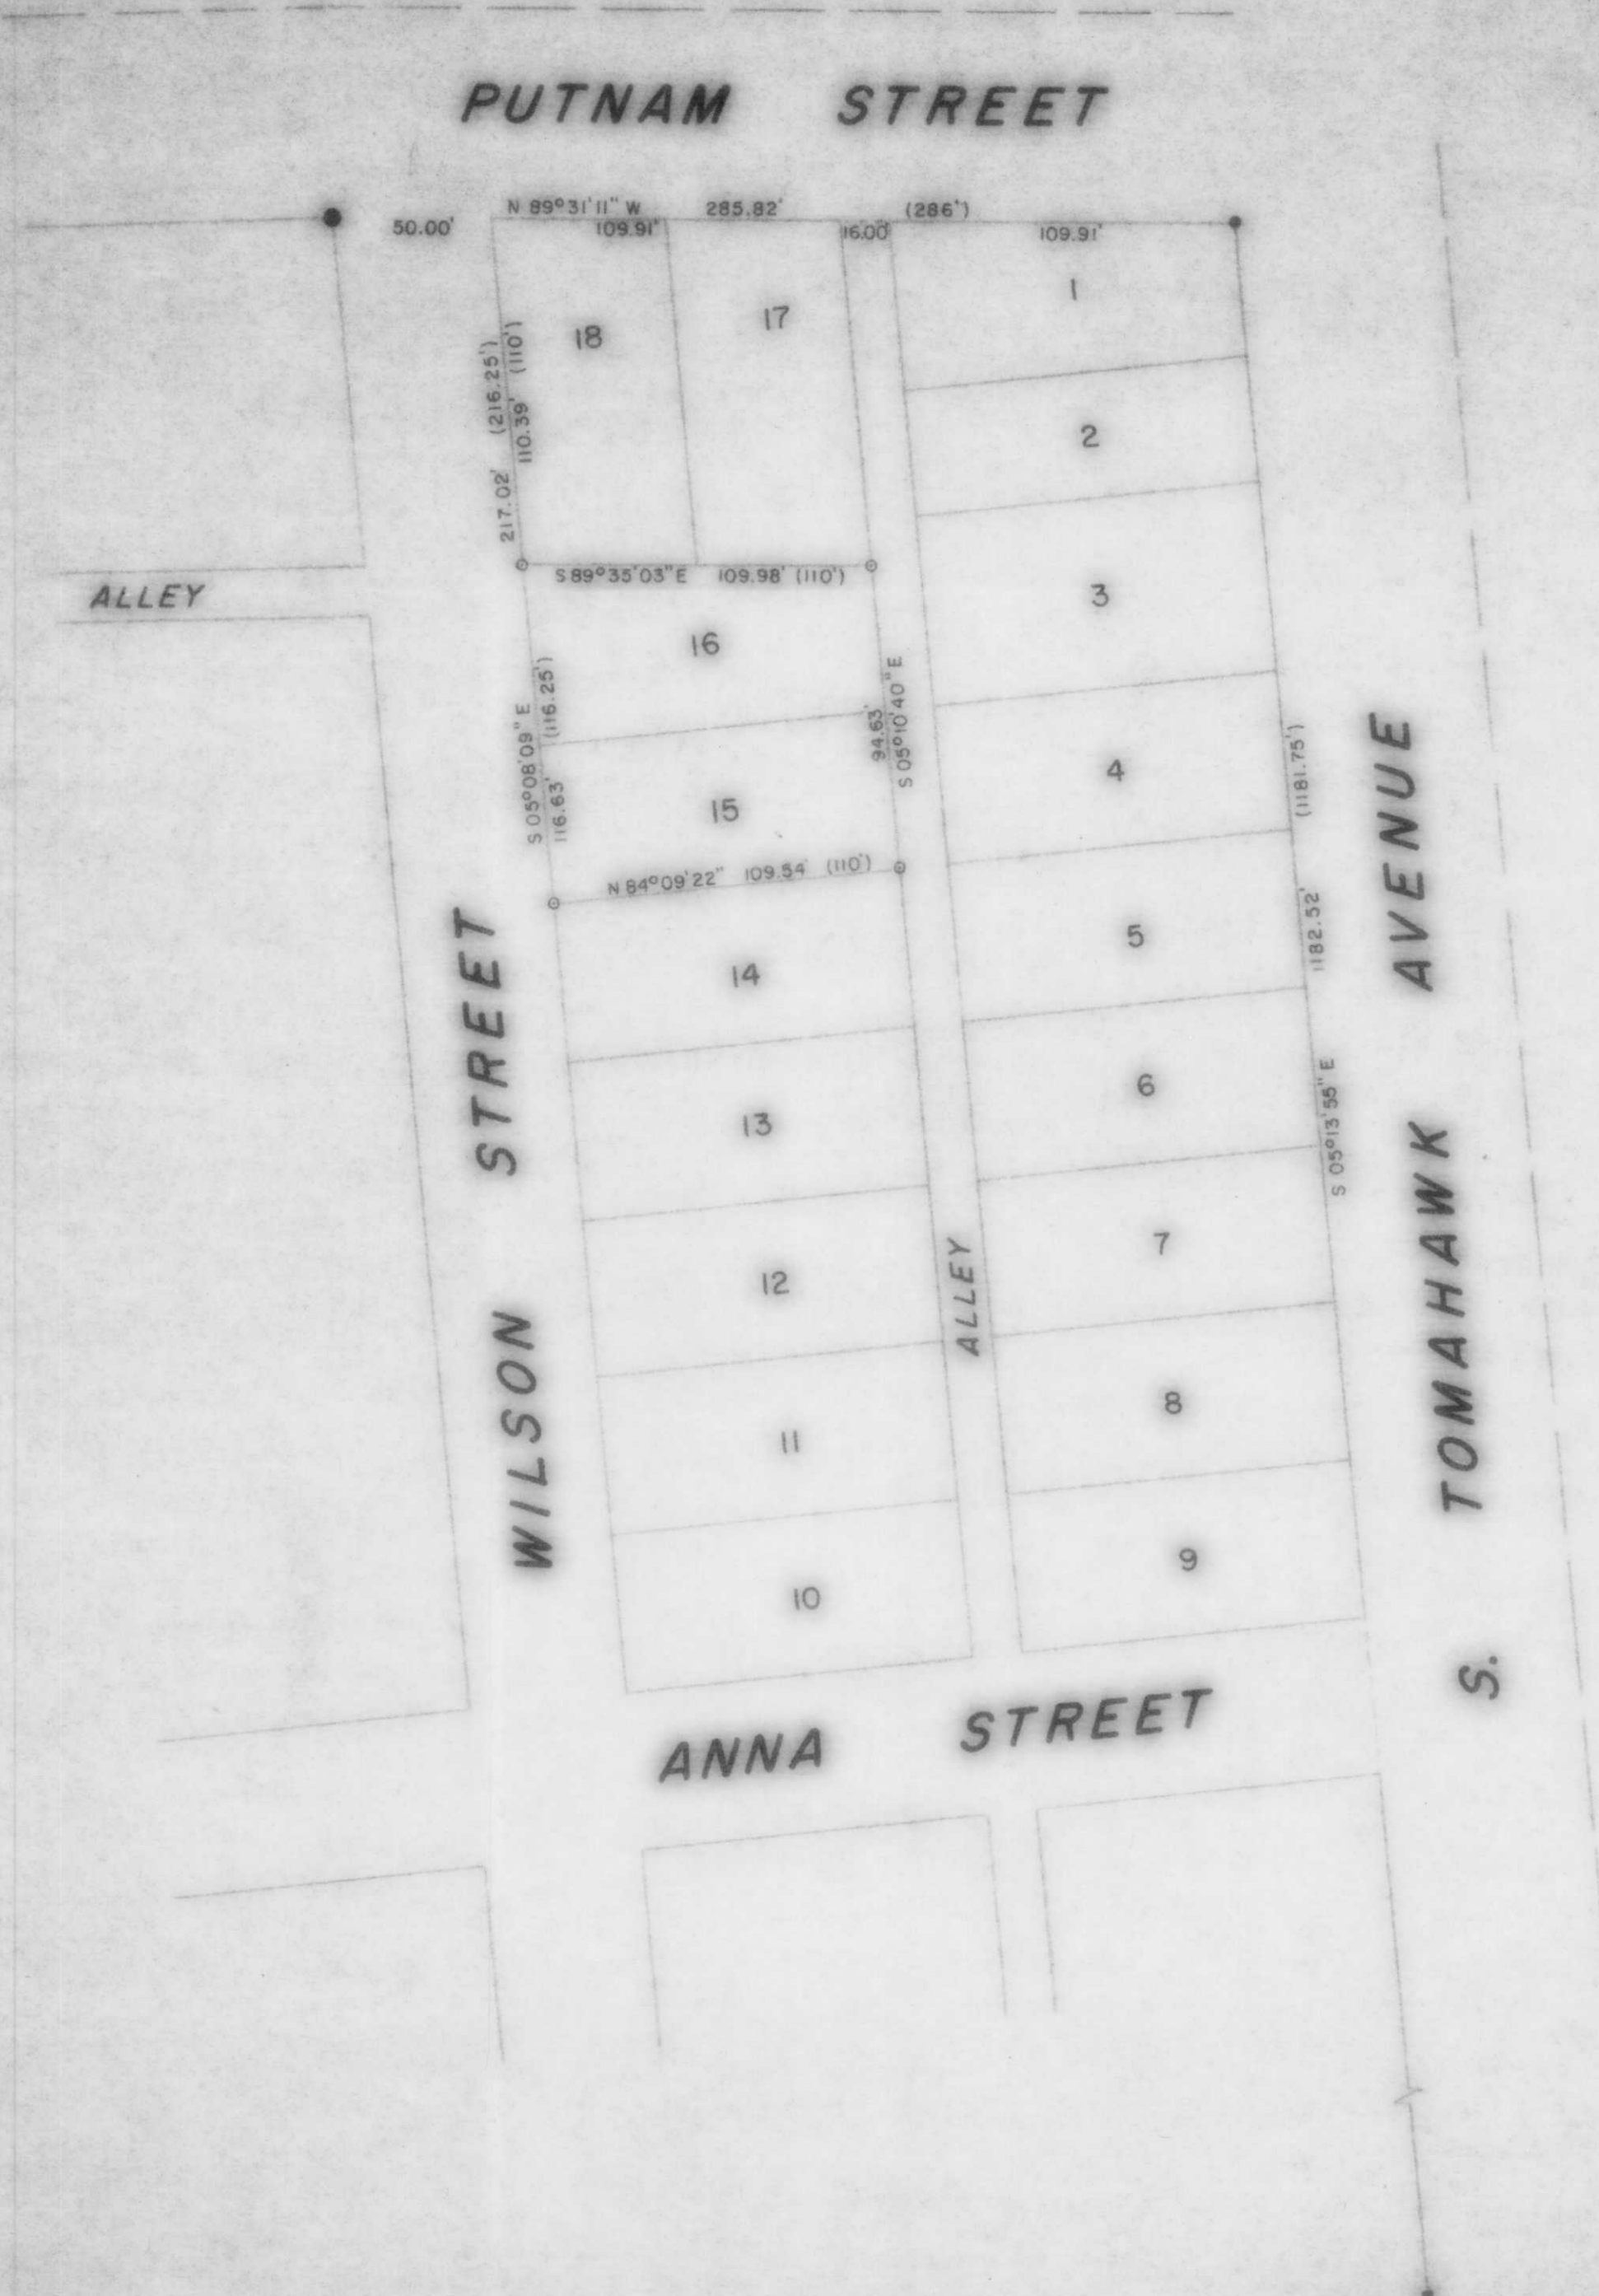 PUTNAM STREET
N 89°31'11" W 285.82' (286')
50.00' 109.91' 16.00' 109.91'
1
18
17
217.02' (216.25')
110.39' (110')
2
S 89°35'03" E 109.98' (110')
ALLEY
3
16
S 05°08'09" E
116.63' (116.25')
94.63'
S 05°10'40" E
4
15
(1181.75')
1182.52'
S 05°13'55" E
N 84°09'22" 109.54' (110')
5
14
6
13
7
12
ALLEY
8
11
9
10
WILSON STREET
S. TOMAHAWK AVENUE
ANNA STREET